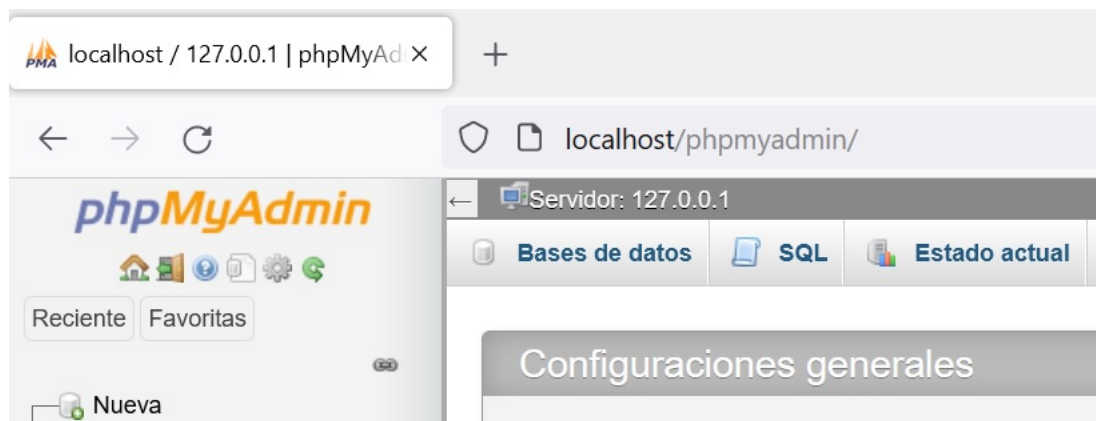 PMA localhost / 127.0.0.1 | phpMyAd
localhost/phpmyadmin/
phpMyAdmin
Servidor: 127.0.0.1
Bases de datos SQL Estado actual
Reciente Favoritas
Configuraciones generales
Nueva